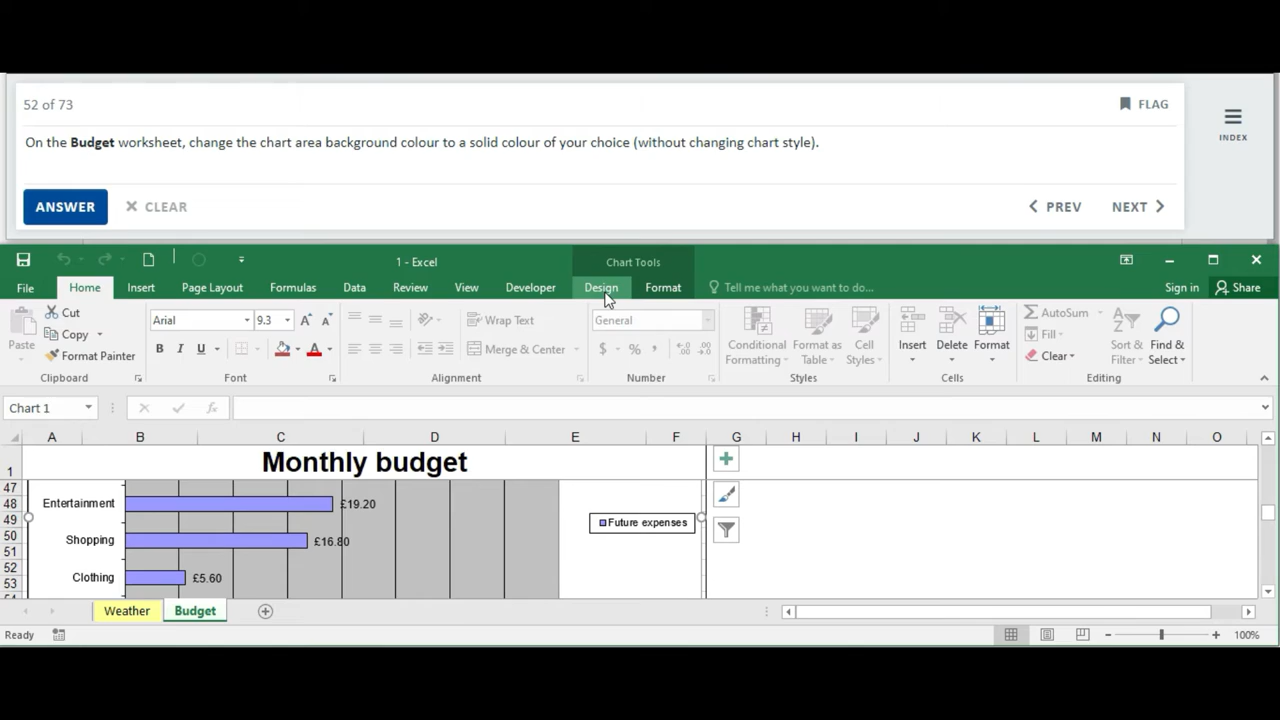 52 of 73
FLAG
INDEX
On the Budget worksheet, change the chart area background colour to a solid colour of your choice (without changing chart style).
ANSWER
CLEAR
PREV
NEXT
1 - Excel
Chart Tools
File
Home
Insert
Page Layout
Formulas
Data
Review
View
Developer
Design
Format
Tell me what you want to do...
Sign in
Share
Paste
Cut
Copy
Format Painter
Clipboard
Arial
9.3
B I U
Font
Wrap Text
Merge & Center
Alignment
General
$ % ,
Number
Conditional Formatting
Format as Table
Cell Styles
Styles
Insert
Delete
Format
Cells
AutoSum
Fill
Clear
Sort & Filter
Find & Select
Editing
Chart 1
fx
A B C D E F G H I J K L M N O
1
Monthly budget
47
48
49
50
51
52
53
54
Entertainment £19.20
Future expenses
Shopping £16.80
Clothing £5.60
Weather
Budget
Ready
100%